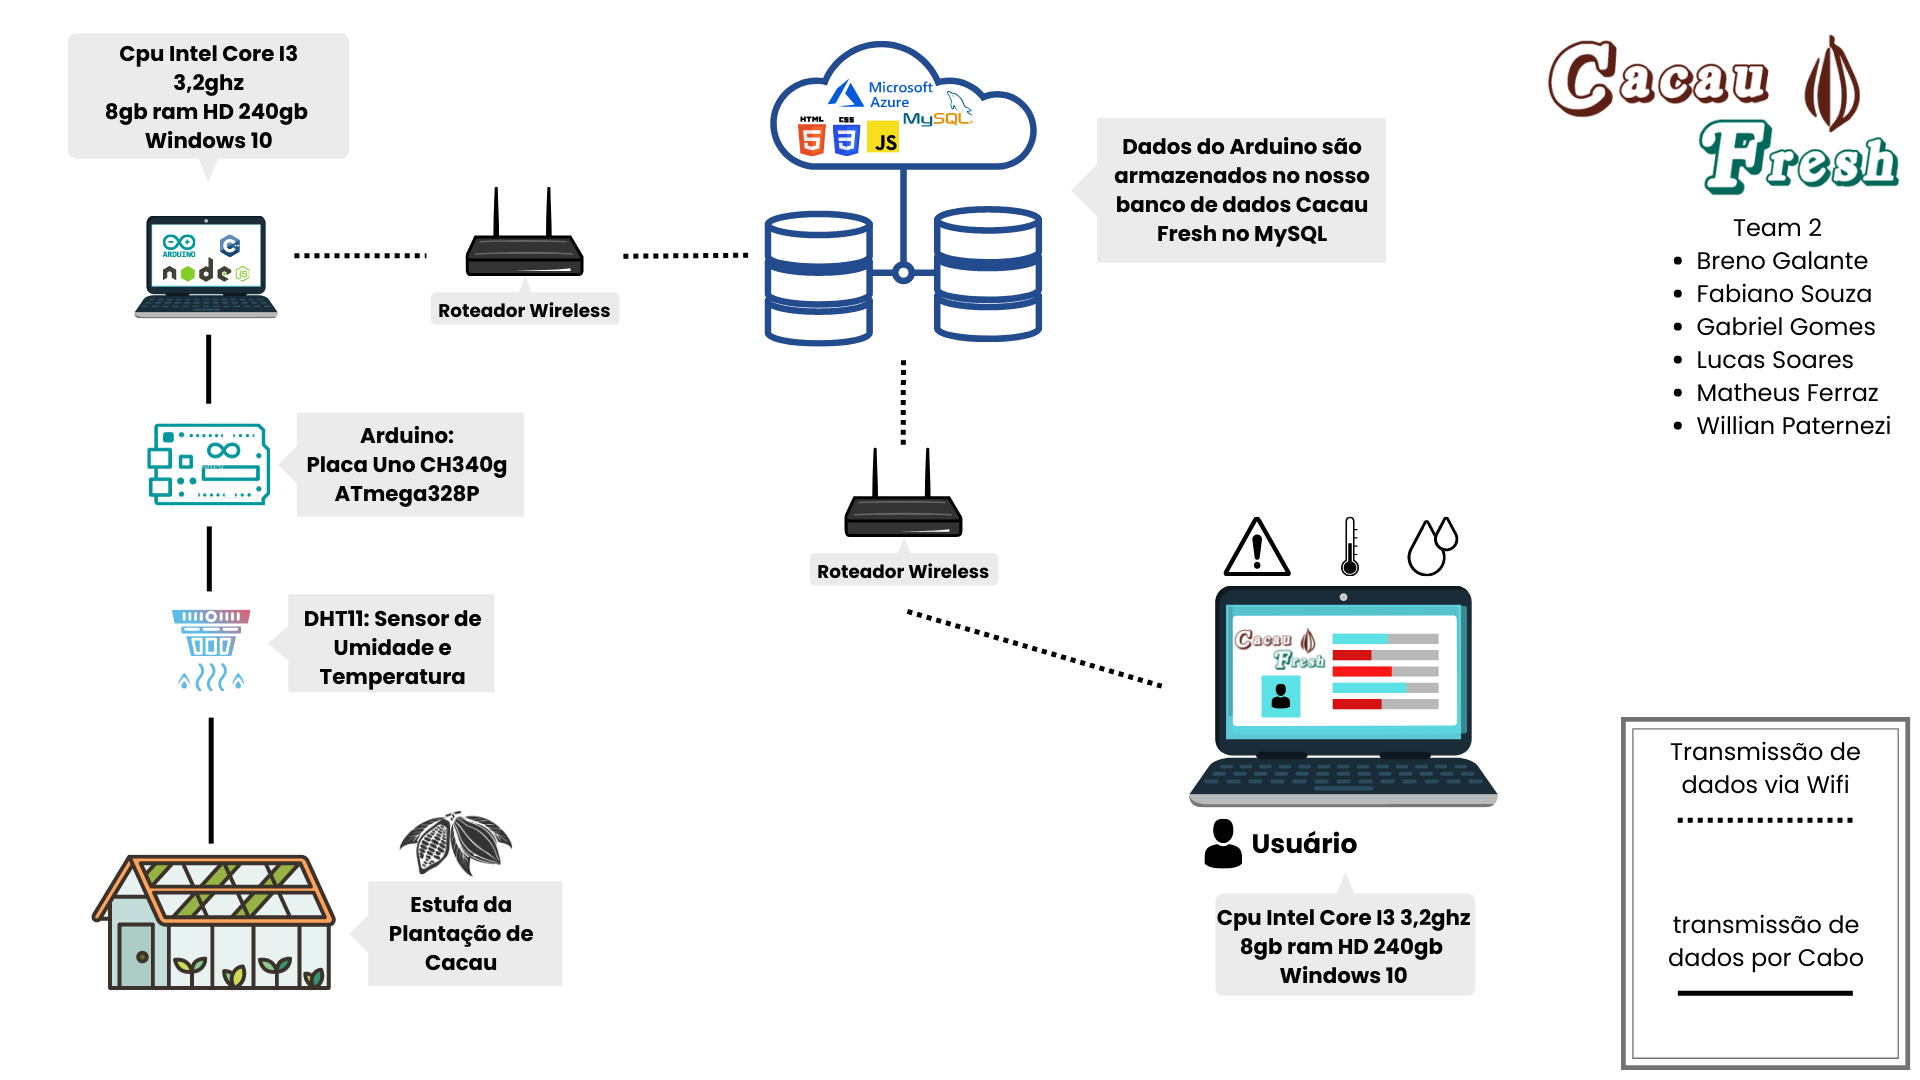 Cpu Intel Core I3
3,2ghz
8gb ram HD 240gb
Windows 10
ARDUINO
C++
node
JS
Roteador Wireless
Microsoft
Azure
MySQL
HTML
5
CSS
3
JS
Dados do Arduino são
armazenados no nosso
banco de dados Cacau
Fresh no MySQL
Cacau
Fresh
Team 2
• Breno Galante
• Fabiano Souza
• Gabriel Gomes
• Lucas Soares
• Matheus Ferraz
• Willian Paternezi
Arduino:
Placa Uno CH340g
ATmega328P
DHT11: Sensor de
Umidade e
Temperatura
Estufa da
Plantação de
Cacau
Roteador Wireless
Cacau
Fresh
Usuário
Cpu Intel Core I3 3,2ghz
8gb ram HD 240gb
Windows 10
Transmissão de
dados via Wifi
transmissão de
dados por Cabo